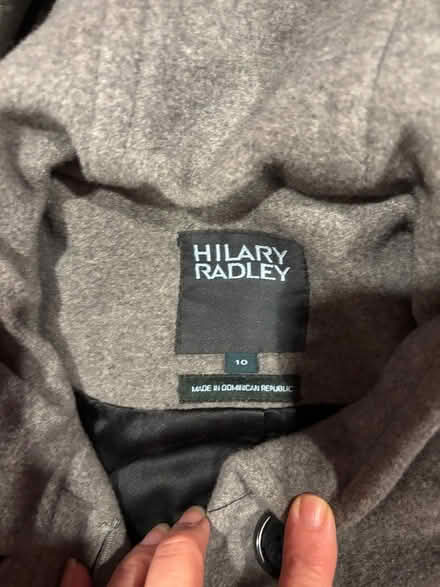 HILARY
RADLEY
10
MADE IN DOMINICAN REPUBLIC